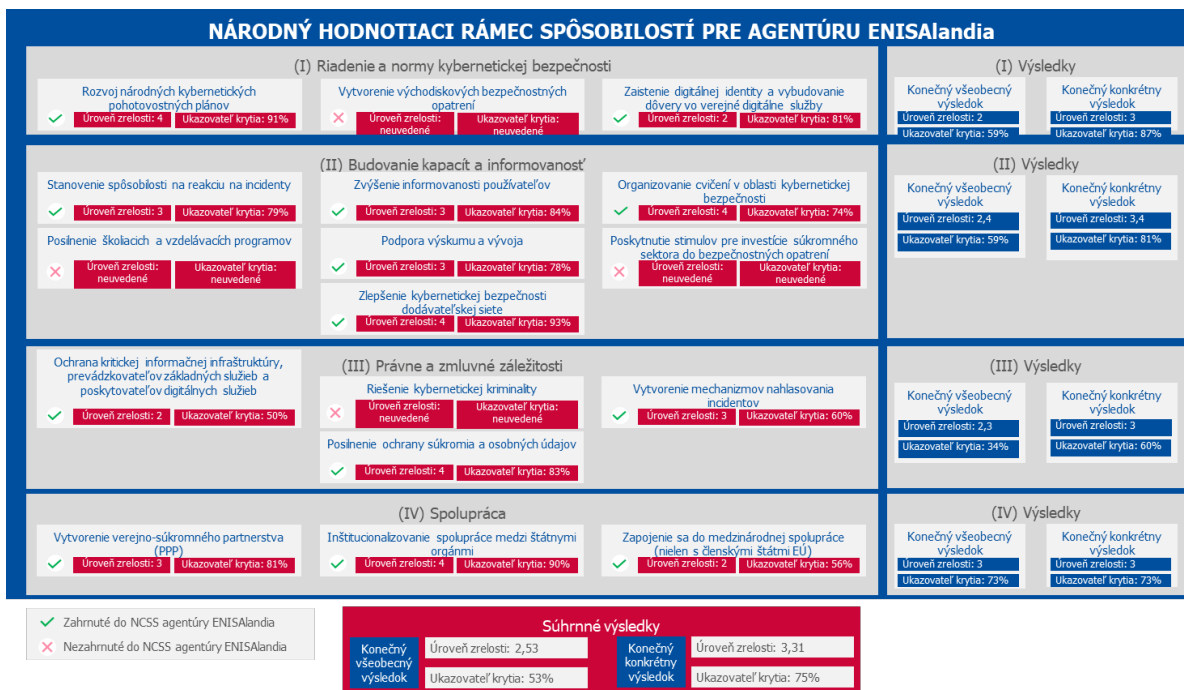 NÁRODNÝ HODNOTIACI RÁMEC SPÔSOBILOSTÍ PRE AGENTÚRU ENISAlandia
(I) Riadenie a normy kybernetickej bezpečnosti
Rozvoj národných kybernetických
pohotovostných plánov
Úroveň zrelosti: 4
Ukazovateľ krytia: 91%
Vytvorenie východiskových bezpečnostných
opatrení
Úroveň zrelosti:
neuvedené
Ukazovateľ krytia:
neuvedené
Zaistenie digitálnej identity a vybudovanie
dôvery vo verejné digitálne služby
Úroveň zrelosti: 2
Ukazovateľ krytia: 81%
(I) Výsledky
Konečný všeobecný
výsledok
Úroveň zrelosti: 2
Ukazovateľ krytia: 59%
Konečný konkrétny
výsledok
Úroveň zrelosti: 3
Ukazovateľ krytia: 87%
(II) Budovanie kapacít a informovanosť
Stanovenie spôsobilosti na reakciu na incidenty
Úroveň zrelosti: 3
Ukazovateľ krytia: 79%
Zvýšenie informovanosti používateľov
Úroveň zrelosti: 3
Ukazovateľ krytia: 84%
Organizovanie cvičení v oblasti kybernetickej
bezpečnosti
Úroveň zrelosti: 4
Ukazovateľ krytia: 74%
Posilnenie školiacich a vzdelávacích programov
Úroveň zrelosti:
neuvedené
Ukazovateľ krytia:
neuvedené
Podpora výskumu a vývoja
Úroveň zrelosti: 3
Ukazovateľ krytia: 78%
Poskytnutie stimulov pre investície súkromného
sektora do bezpečnostných opatrení
Úroveň zrelosti:
neuvedené
Ukazovateľ krytia:
neuvedené
Zlepšenie kybernetickej bezpečnosti
dodávateľskej siete
Úroveň zrelosti: 4
Ukazovateľ krytia: 93%
(II) Výsledky
Konečný všeobecný
výsledok
Úroveň zrelosti: 2,4
Ukazovateľ krytia: 59%
Konečný konkrétny
výsledok
Úroveň zrelosti: 3,4
Ukazovateľ krytia: 81%
(III) Právne a zmluvné záležitosti
Ochrana kritickej informačnej infraštruktúry,
prevádzkovateľov základných služieb a
poskytovateľov digitálnych služieb
Úroveň zrelosti: 2
Ukazovateľ krytia: 50%
Riešenie kybernetickej kriminality
Úroveň zrelosti:
neuvedené
Ukazovateľ krytia:
neuvedené
Vytvorenie mechanizmov nahlasovania
incidentov
Úroveň zrelosti: 3
Ukazovateľ krytia: 60%
Posilnenie ochrany súkromia a osobných údajov
Úroveň zrelosti: 4
Ukazovateľ krytia: 83%
(III) Výsledky
Konečný všeobecný
výsledok
Úroveň zrelosti: 2,3
Ukazovateľ krytia: 34%
Konečný konkrétny
výsledok
Úroveň zrelosti: 3
Ukazovateľ krytia: 60%
(IV) Spolupráca
Vytvorenie verejno-súkromného partnerstva
(PPP)
Úroveň zrelosti: 3
Ukazovateľ krytia: 81%
Inštitucionalizovanie spolupráce medzi štátnymi
orgánmi
Úroveň zrelosti: 4
Ukazovateľ krytia: 90%
Zapojenie sa do medzinárodnej spolupráce
(nielen s členskými štátmi EÚ)
Úroveň zrelosti: 2
Ukazovateľ krytia: 56%
(IV) Výsledky
Konečný všeobecný
výsledok
Úroveň zrelosti: 3
Ukazovateľ krytia: 73%
Konečný konkrétny
výsledok
Úroveň zrelosti: 3
Ukazovateľ krytia: 73%
Zahrnuté do NCSS agentúry ENISAlandia
Nezahrnuté do NCSS agentúry ENISAlandia
Súhrnné výsledky
Konečný
všeobecný
výsledok
Úroveň zrelosti: 2,53
Ukazovateľ krytia: 53%
Konečný
konkrétny
výsledok
Úroveň zrelosti: 3,31
Ukazovateľ krytia: 75%